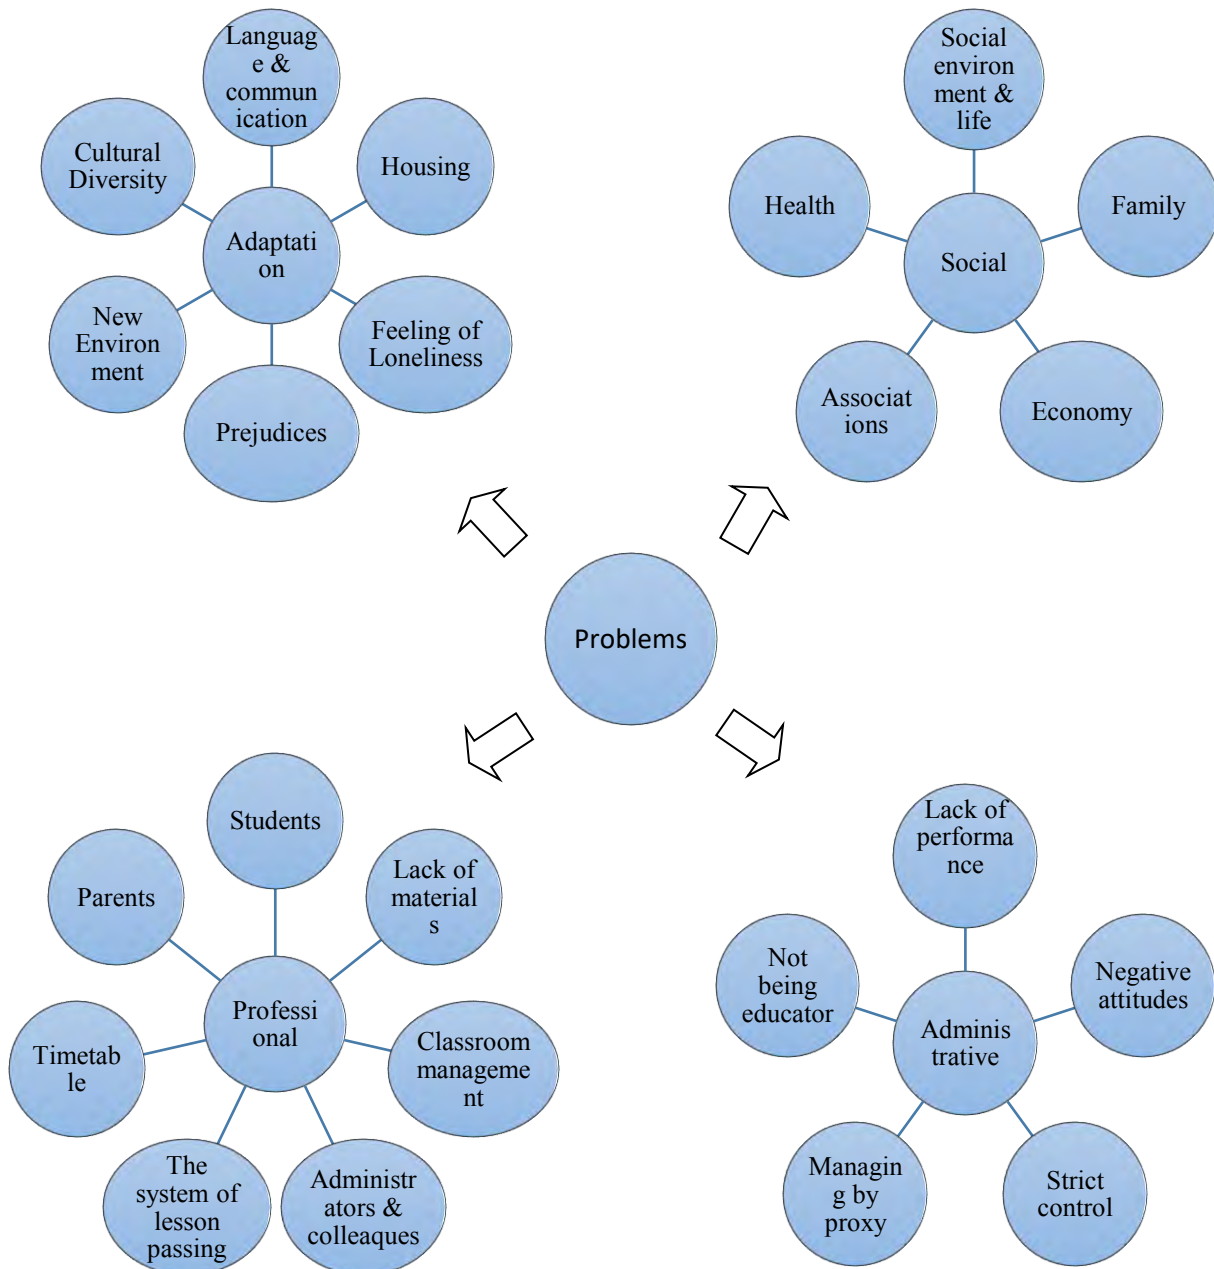 Languag
e &
commun
ication
Cultural
Diversity
Housing
Adaptati
on
New
Environ
ment
Feeling of
Loneliness
Prejudices
Social
environ
ment &
life
Health
Family
Social
Associat
ions
Economy
Problems
Students
Parents
Lack of
material
s
Professi
onal
Timetab
le
Classroom
manageme
nt
The
system of
lesson
passing
Administr
ators &
colleaques
Lack of
performa
nce
Not
being
educator
Negative
attitudes
Adminis
trative
Managin
g by
proxy
Strict
control